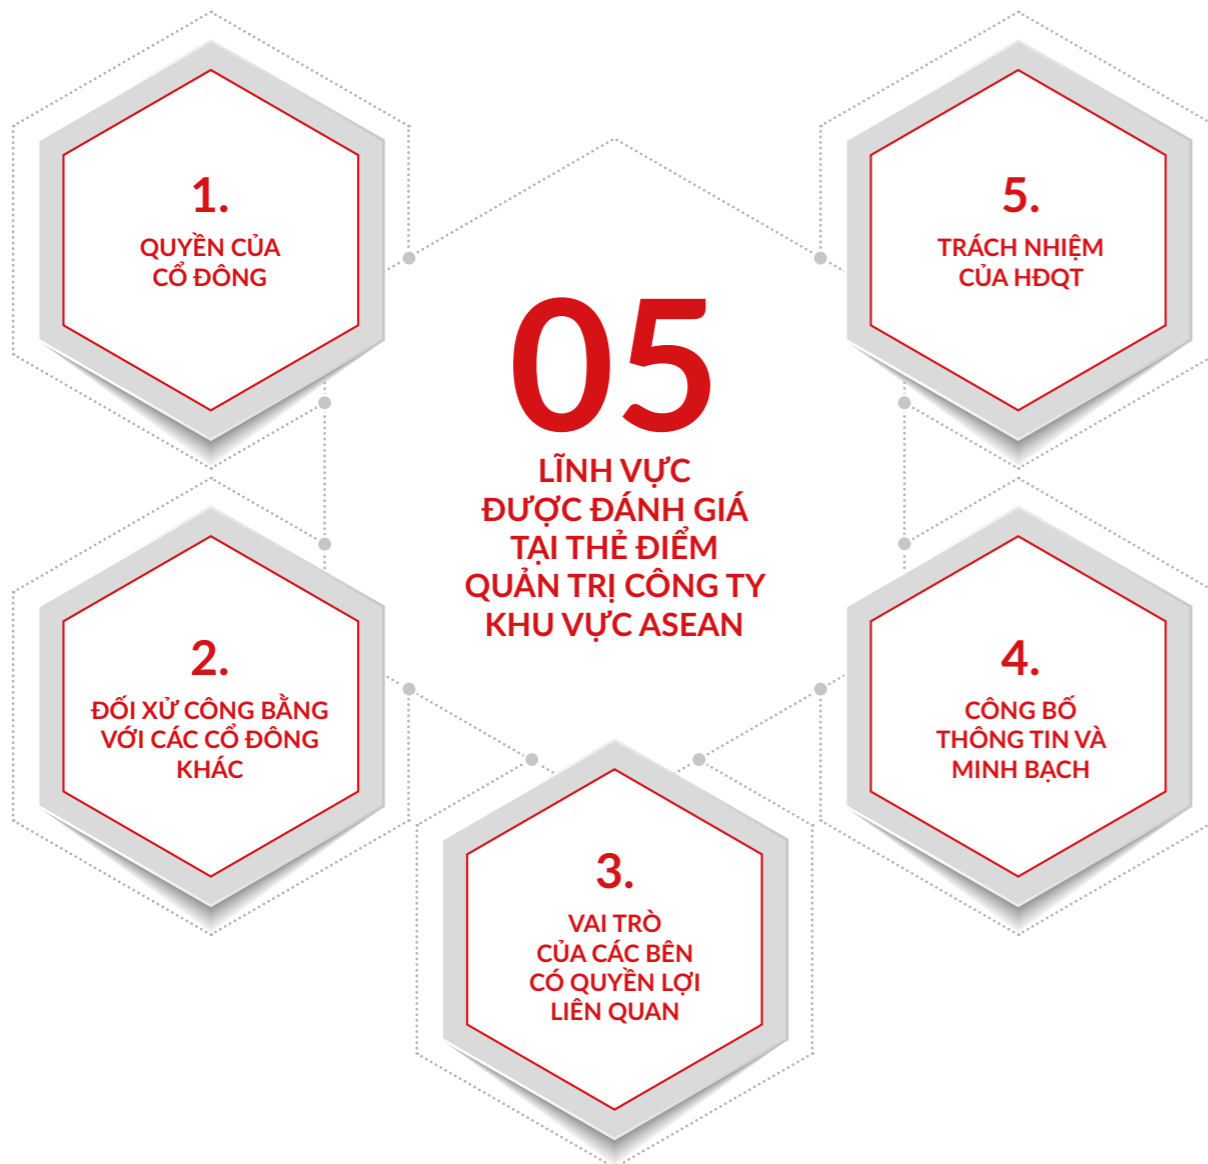 05
LĨNH VỰC
ĐƯỢC ĐÁNH GIÁ
TẠI THẺ ĐIỂM
QUẢN TRỊ CÔNG TY
KHU VỰC ASEAN
1.
QUYỀN CỦA
CỔ ĐÔNG
2.
ĐỐI XỬ CÔNG BẰNG
VỚI CÁC CỔ ĐÔNG
KHÁC
3.
VAI TRÒ
CỦA CÁC BÊN
CÓ QUYỀN LỢI
LIÊN QUAN
4.
CÔNG BỐ
THÔNG TIN VÀ
MINH BẠCH
5.
TRÁCH NHIỆM
CỦA HĐQT